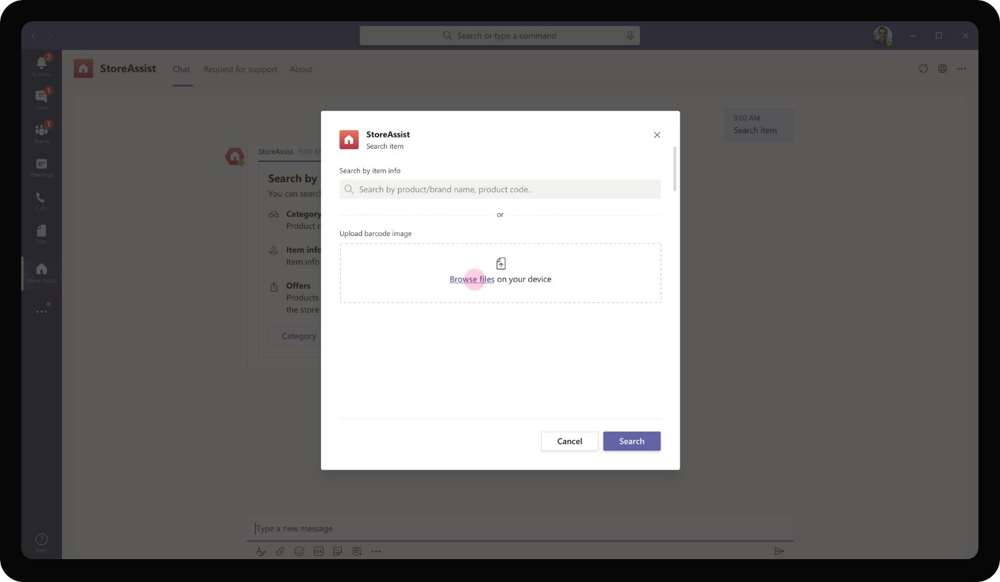 Search or type a command
2
Activity
1
Chat
1
Teams
Meetings
Calls
Files
Store Assist
Help
StoreAssist
Chat
Request for support
About
9:00 AM
Search item
StoreAssist 9:00 AM
Search by
You can search
Category
Product
Item info
Item info
Offers
Products
the store
Category
StoreAssist
Search item
Search by item info
Search by product/brand name, product code..
or
Upload barcode image
Browse files on your device
Cancel
Search
Type a new message
GIF